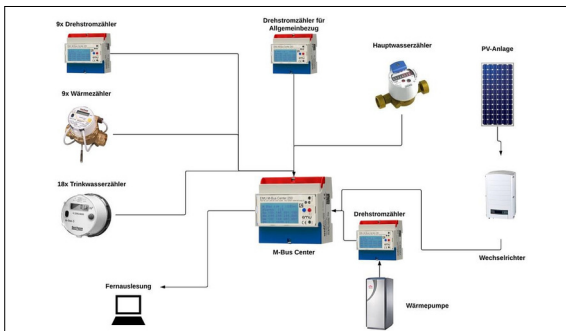 9x Drehstromzähler
Drehstromzähler für
Allgemeinbezug
Hauptwasserzähler
PV-Anlage
9x Wärmezähler
18x Trinkwasserzähler
M-Bus Center
Drehstromzähler
Wechselrichter
Fernauslesung
Wärmepumpe